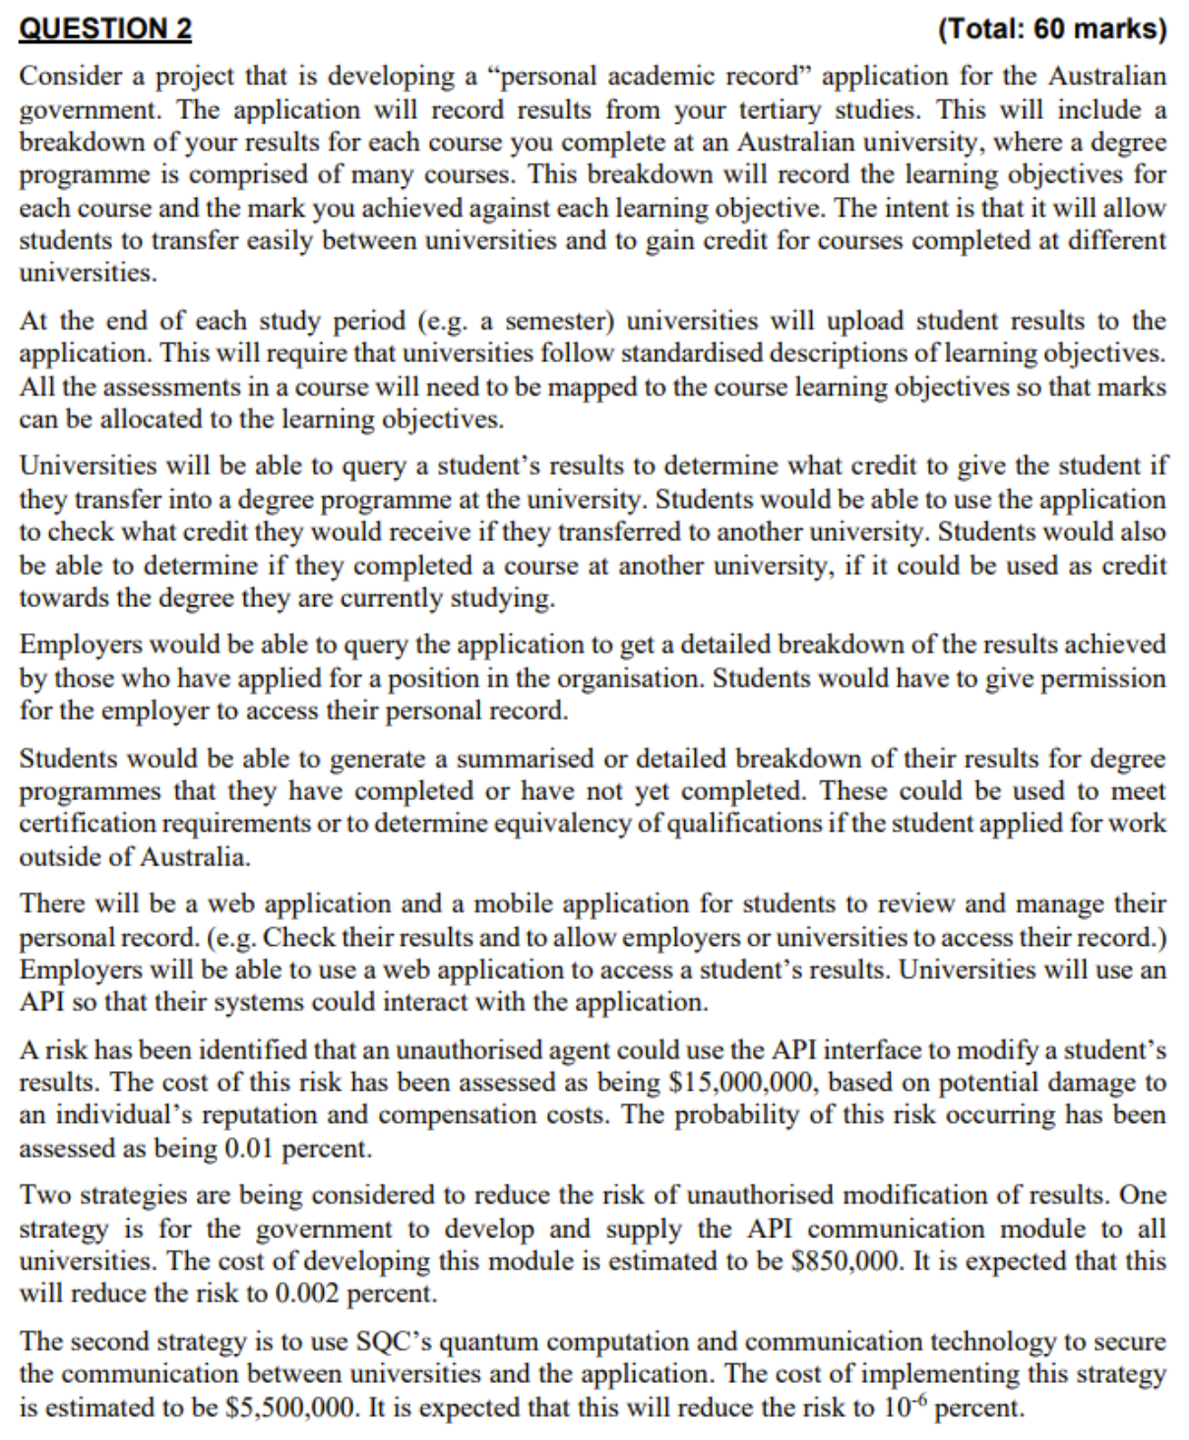 QUESTION 2 (Total: 60 marks)
Consider a project that is developing a “personal academic record” application for the Australian
government. The application will record results from your tertiary studies. This will include a
breakdown of your results for each course you complete at an Australian university, where a degree
programme is comprised of many courses. This breakdown will record the learning objectives for
each course and the mark you achieved against each learning objective. The intent is that it will allow
students to transfer easily between universities and to gain credit for courses completed at different
universities.
At the end of each study period (e.g. a semester) universities will upload student results to the
application. This will require that universities follow standardised descriptions of learning objectives.
All the assessments in a course will need to be mapped to the course learning objectives so that marks
can be allocated to the learning objectives.
Universities will be able to query a student’s results to determine what credit to give the student if
they transfer into a degree programme at the university. Students would be able to use the application
to check what credit they would receive if they transferred to another university. Students would also
be able to determine if they completed a course at another university, if it could be used as credit
towards the degree they are currently studying.
Employers would be able to query the application to get a detailed breakdown of the results achieved
by those who have applied for a position in the organisation. Students would have to give permission
for the employer to access their personal record.
Students would be able to generate a summarised or detailed breakdown of their results for degree
programmes that they have completed or have not yet completed. These could be used to meet
certification requirements or to determine equivalency of qualifications if the student applied for work
outside of Australia.
There will be a web application and a mobile application for students to review and manage their
personal record. (e.g. Check their results and to allow employers or universities to access their record.)
Employers will be able to use a web application to access a student’s results. Universities will use an
API so that their systems could interact with the application.
A risk has been identified that an unauthorised agent could use the API interface to modify a student’s
results. The cost of this risk has been assessed as being $15,000,000, based on potential damage to
an individual’s reputation and compensation costs. The probability of this risk occurring has been
assessed as being 0.01 percent.
Two strategies are being considered to reduce the risk of unauthorised modification of results. One
strategy is for the government to develop and supply the API communication module to all
universities. The cost of developing this module is estimated to be $850,000. It is expected that this
will reduce the risk to 0.002 percent.
The second strategy is to use SQC’s quantum computation and communication technology to secure
the communication between universities and the application. The cost of implementing this strategy
is estimated to be $5,500,000. It is expected that this will reduce the risk to 10⁻⁶ percent.